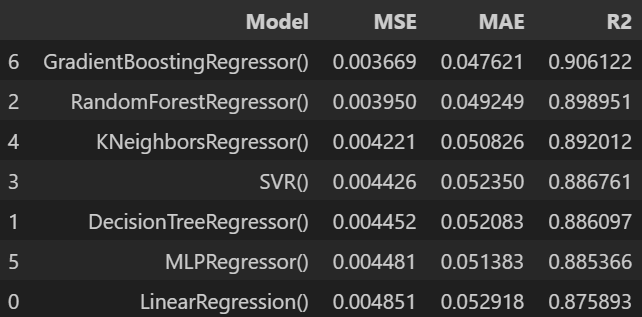 Model MSE MAE R2
6 GradientBoostingRegressor() 0.003669 0.047621 0.906122
2 RandomForestRegressor() 0.003950 0.049249 0.898951
4 KNeighborsRegressor() 0.004221 0.050826 0.892012
3 SVR() 0.004426 0.052350 0.886761
1 DecisionTreeRegressor() 0.004452 0.052083 0.886097
5 MLPRegressor() 0.004481 0.051383 0.885366
0 LinearRegression() 0.004851 0.052918 0.875893